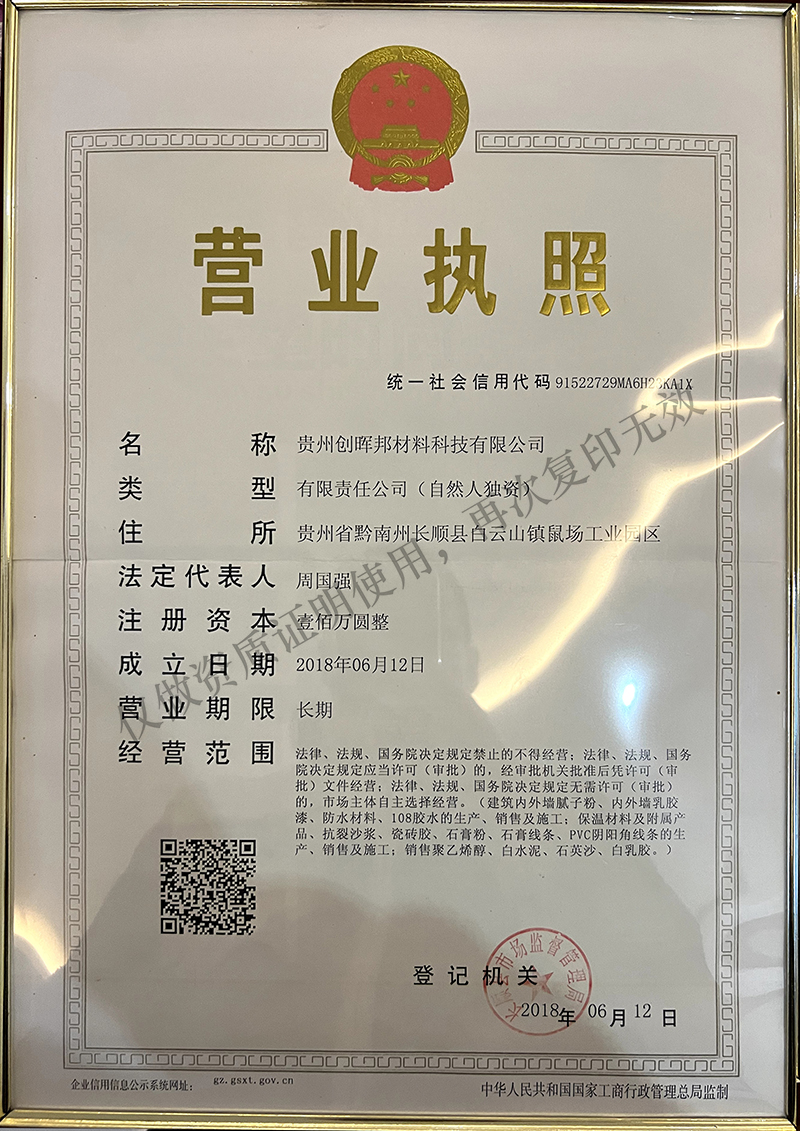 营业执照
统一社会信用代码 91522729MA6H23KA1X
名称 贵州创晖邦材料科技有限公司
类型 有限责任公司（自然人独资）
住所 贵州省黔南州长顺县白云山镇鼠场工业园区
法定代表人 周国强
注册资本 壹佰万圆整
成立日期 2018年06月12日
营业期限 长期
经营范围 法律、法规、国务院决定规定禁止的不得经营；法律、法规、国务
院决定规定应当许可（审批）的，经审批机关批准后凭许可（审
批）文件经营；法律、法规、国务院决定规定无需许可（审批）
的，市场主体自主选择经营。（建筑内外墙腻子粉、内外墙乳胶
漆、防水材料、108胶水的生产、销售及施工；保温材料及附属产
品、抗裂沙浆、瓷砖胶、石膏粉、石膏线条、PVC阴阳角线条的生
产、销售及施工；销售聚乙烯醇、白水泥、石英沙、白乳胶。）
仅做资质证明使用，再次复印无效
登记机关
长顺县市场监督管理局
2018年 06月 12日
企业信用信息公示系统网址： gz.gsxt.gov.cn
中华人民共和国国家工商行政管理总局监制